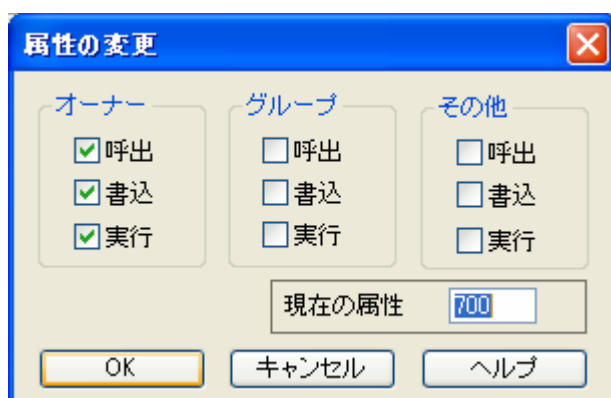 属性の変更
オーナー
呼出
書込
実行
グループ
呼出
書込
実行
その他
呼出
書込
実行
現在の属性 700
OK キャンセル ヘルプ